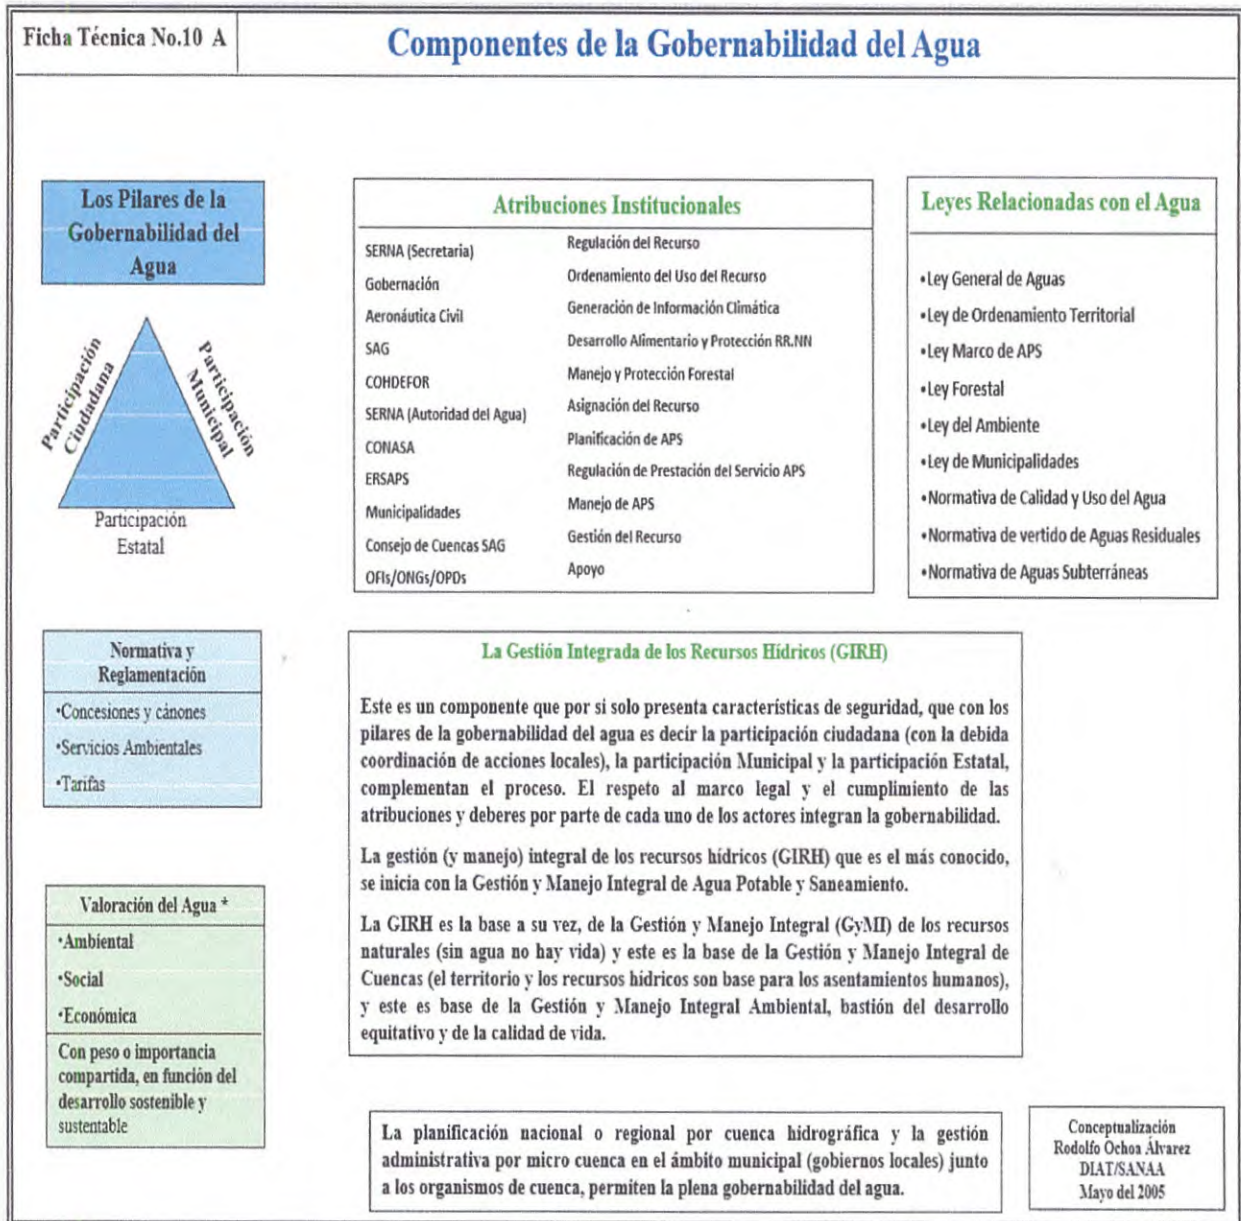 Ficha Técnica No.10 A
Componentes de la Gobernabilidad del Agua
Los Pilares de la
Gobernabilidad del
Agua
Participación
Ciudadana
Participación
Municipal
Participación
Estatal
Atribuciones Institucionales
SERNA (Secretaria) Regulación del Recurso
Gobernación Ordenamiento del Uso del Recurso
Aeronáutica Civil Generación de Información Climática
SAG Desarrollo Alimentario y Protección RR.NN
COHDEFOR Manejo y Protección Forestal
SERNA (Autoridad del Agua) Asignación del Recurso
CONASA Planificación de APS
ERSAPS Regulación de Prestación del Servicio APS
Municipalidades Manejo de APS
Consejo de Cuencas SAG Gestión del Recurso
OFIs/ONGs/OPDs Apoyo
Leyes Relacionadas con el Agua
•Ley General de Aguas
•Ley de Ordenamiento Territorial
•Ley Marco de APS
•Ley Forestal
•Ley del Ambiente
•Ley de Municipalidades
•Normativa de Calidad y Uso del Agua
•Normativa de vertido de Aguas Residuales
•Normativa de Aguas Subterráneas
Normativa y
Reglamentación
•Concesiones y cánones
•Servicios Ambientales
•Tarifas
La Gestión Integrada de los Recursos Hídricos (GIRH)
Este es un componente que por si solo presenta características de seguridad, que con los
pilares de la gobernabilidad del agua es decir la participación ciudadana (con la debida
coordinación de acciones locales), la participación Municipal y la participación Estatal,
complementan el proceso. El respeto al marco legal y el cumplimiento de las
atribuciones y deberes por parte de cada uno de los actores integran la gobernabilidad.
La gestión (y manejo) integral de los recursos hídricos (GIRH) que es el más conocido,
se inicia con la Gestión y Manejo Integral de Agua Potable y Saneamiento.
La GIRH es la base a su vez, de la Gestión y Manejo Integral (GyMI) de los recursos
naturales (sin agua no hay vida) y este es la base de la Gestión y Manejo Integral de
Cuencas (el territorio y los recursos hídricos son base para los asentamientos humanos),
y este es base de la Gestión y Manejo Integral Ambiental, bastión del desarrollo
equitativo y de la calidad de vida.
Valoración del Agua *
•Ambiental
•Social
•Económica
Con peso o importancia
compartida, en función del
desarrollo sostenible y
sustentable
La planificación nacional o regional por cuenca hidrográfica y la gestión
administrativa por micro cuenca en el ámbito municipal (gobiernos locales) junto
a los organismos de cuenca, permiten la plena gobernabilidad del agua.
Conceptualización
Rodolfo Ochoa Álvarez
DIAT/SANAA
Mayo del 2005